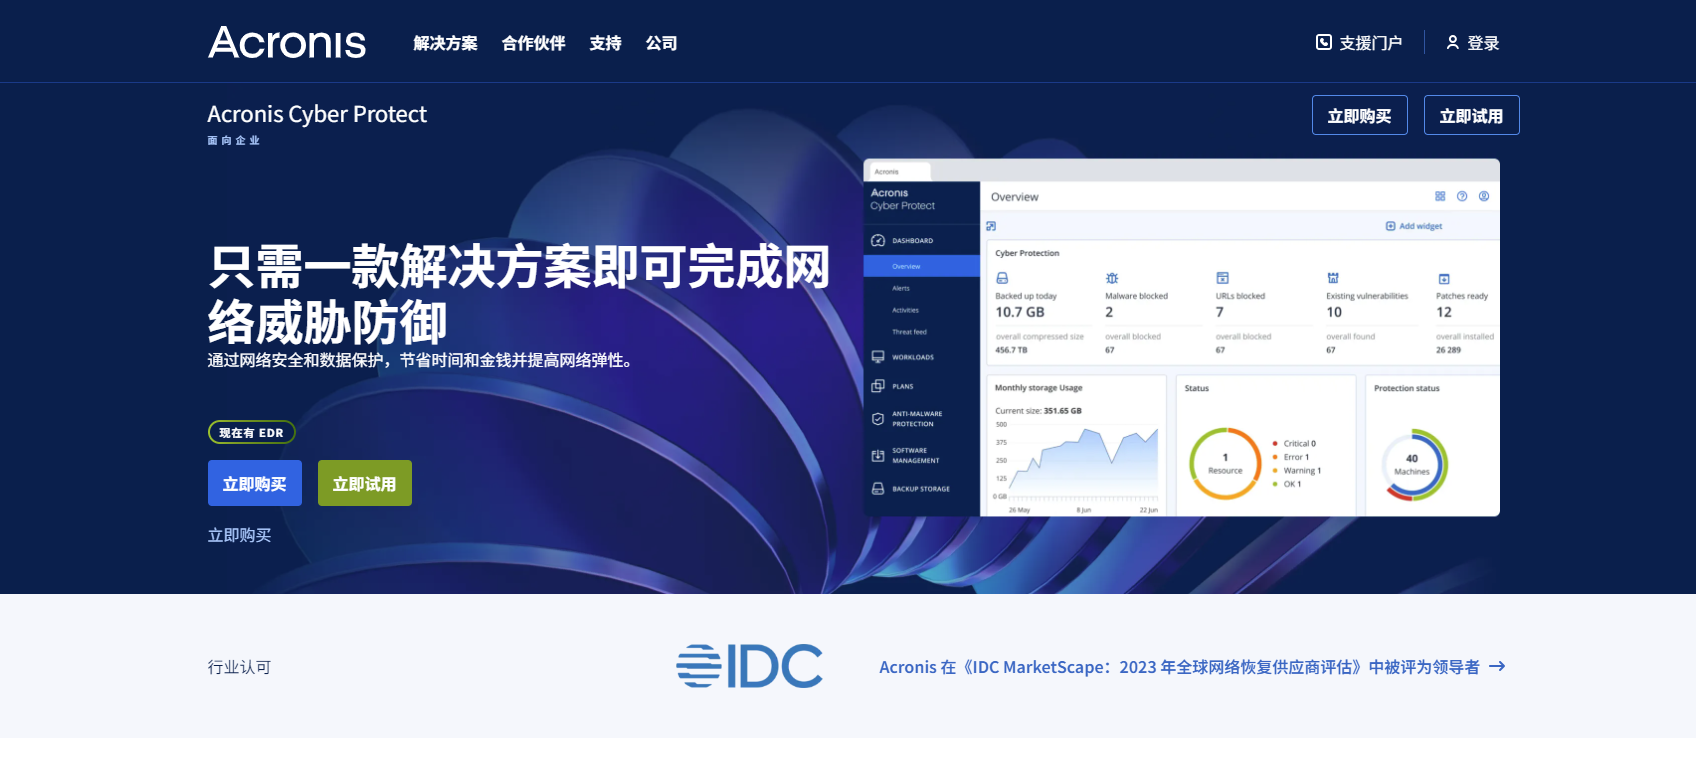 Acronis
解决方案 合作伙伴 支持 公司
支援门户 登录
Acronis Cyber Protect
面向企业
立即购买 立即试用
只需一款解决方案即可完成网
络威胁防御
通过网络安全和数据保护，节省时间和金钱并提高网络弹性。
现在有 EDR
立即购买 立即试用
立即购买
Acronis
Acronis
Cyber Protect
DASHBOARD
Overview
Alerts
Activities
Threat feed
WORKLOADS
PLANS
ANTI-MALWARE
PROTECTION
SOFTWARE
MANAGEMENT
BACKUP STORAGE
Overview
Add widget
Cyber Protection
Backed up today Malware blocked URLs blocked Existing vulnerabilities Patches ready
10.7 GB 2 7 10 12
overall compressed size overall blocked overall blocked overall found overall installed
456.7 TB 67 67 67 26 289
Monthly storage Usage
Current size: 351.65 GB
500
375
250
125
0 GB
26 May 8 Jun 22 Jun
Status
1
Resource
Critical 0
Error 1
Warning 1
OK 1
Protection status
40
Machines
行业认可
IDC
Acronis 在《IDC MarketScape：2023 年全球网络恢复供应商评估》中被评为领导者 →